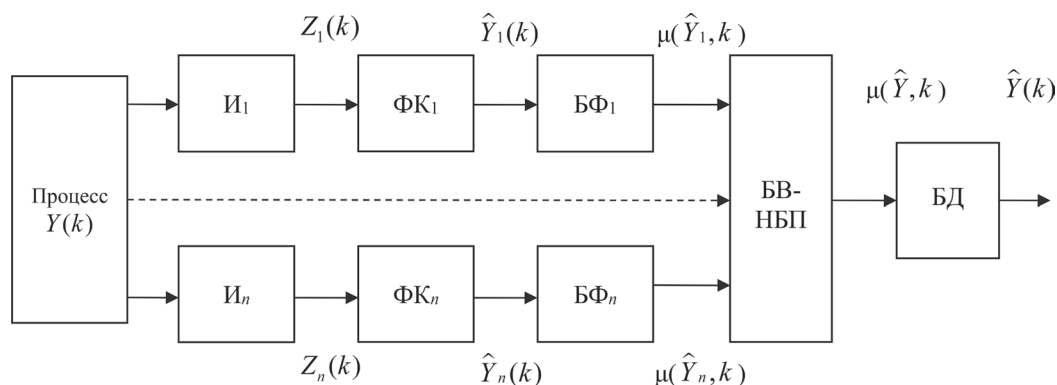 Z₁(k) Ŷ₁(k) μ(Ŷ₁, k)
И₁ ФК₁ БФ₁
μ(Ŷ, k) Ŷ(k)
Процесс
Y(k)
БВ-
НБП
БД
Иₙ ФКₙ БФₙ
Zₙ(k) Ŷₙ(k) μ(Ŷₙ, k)